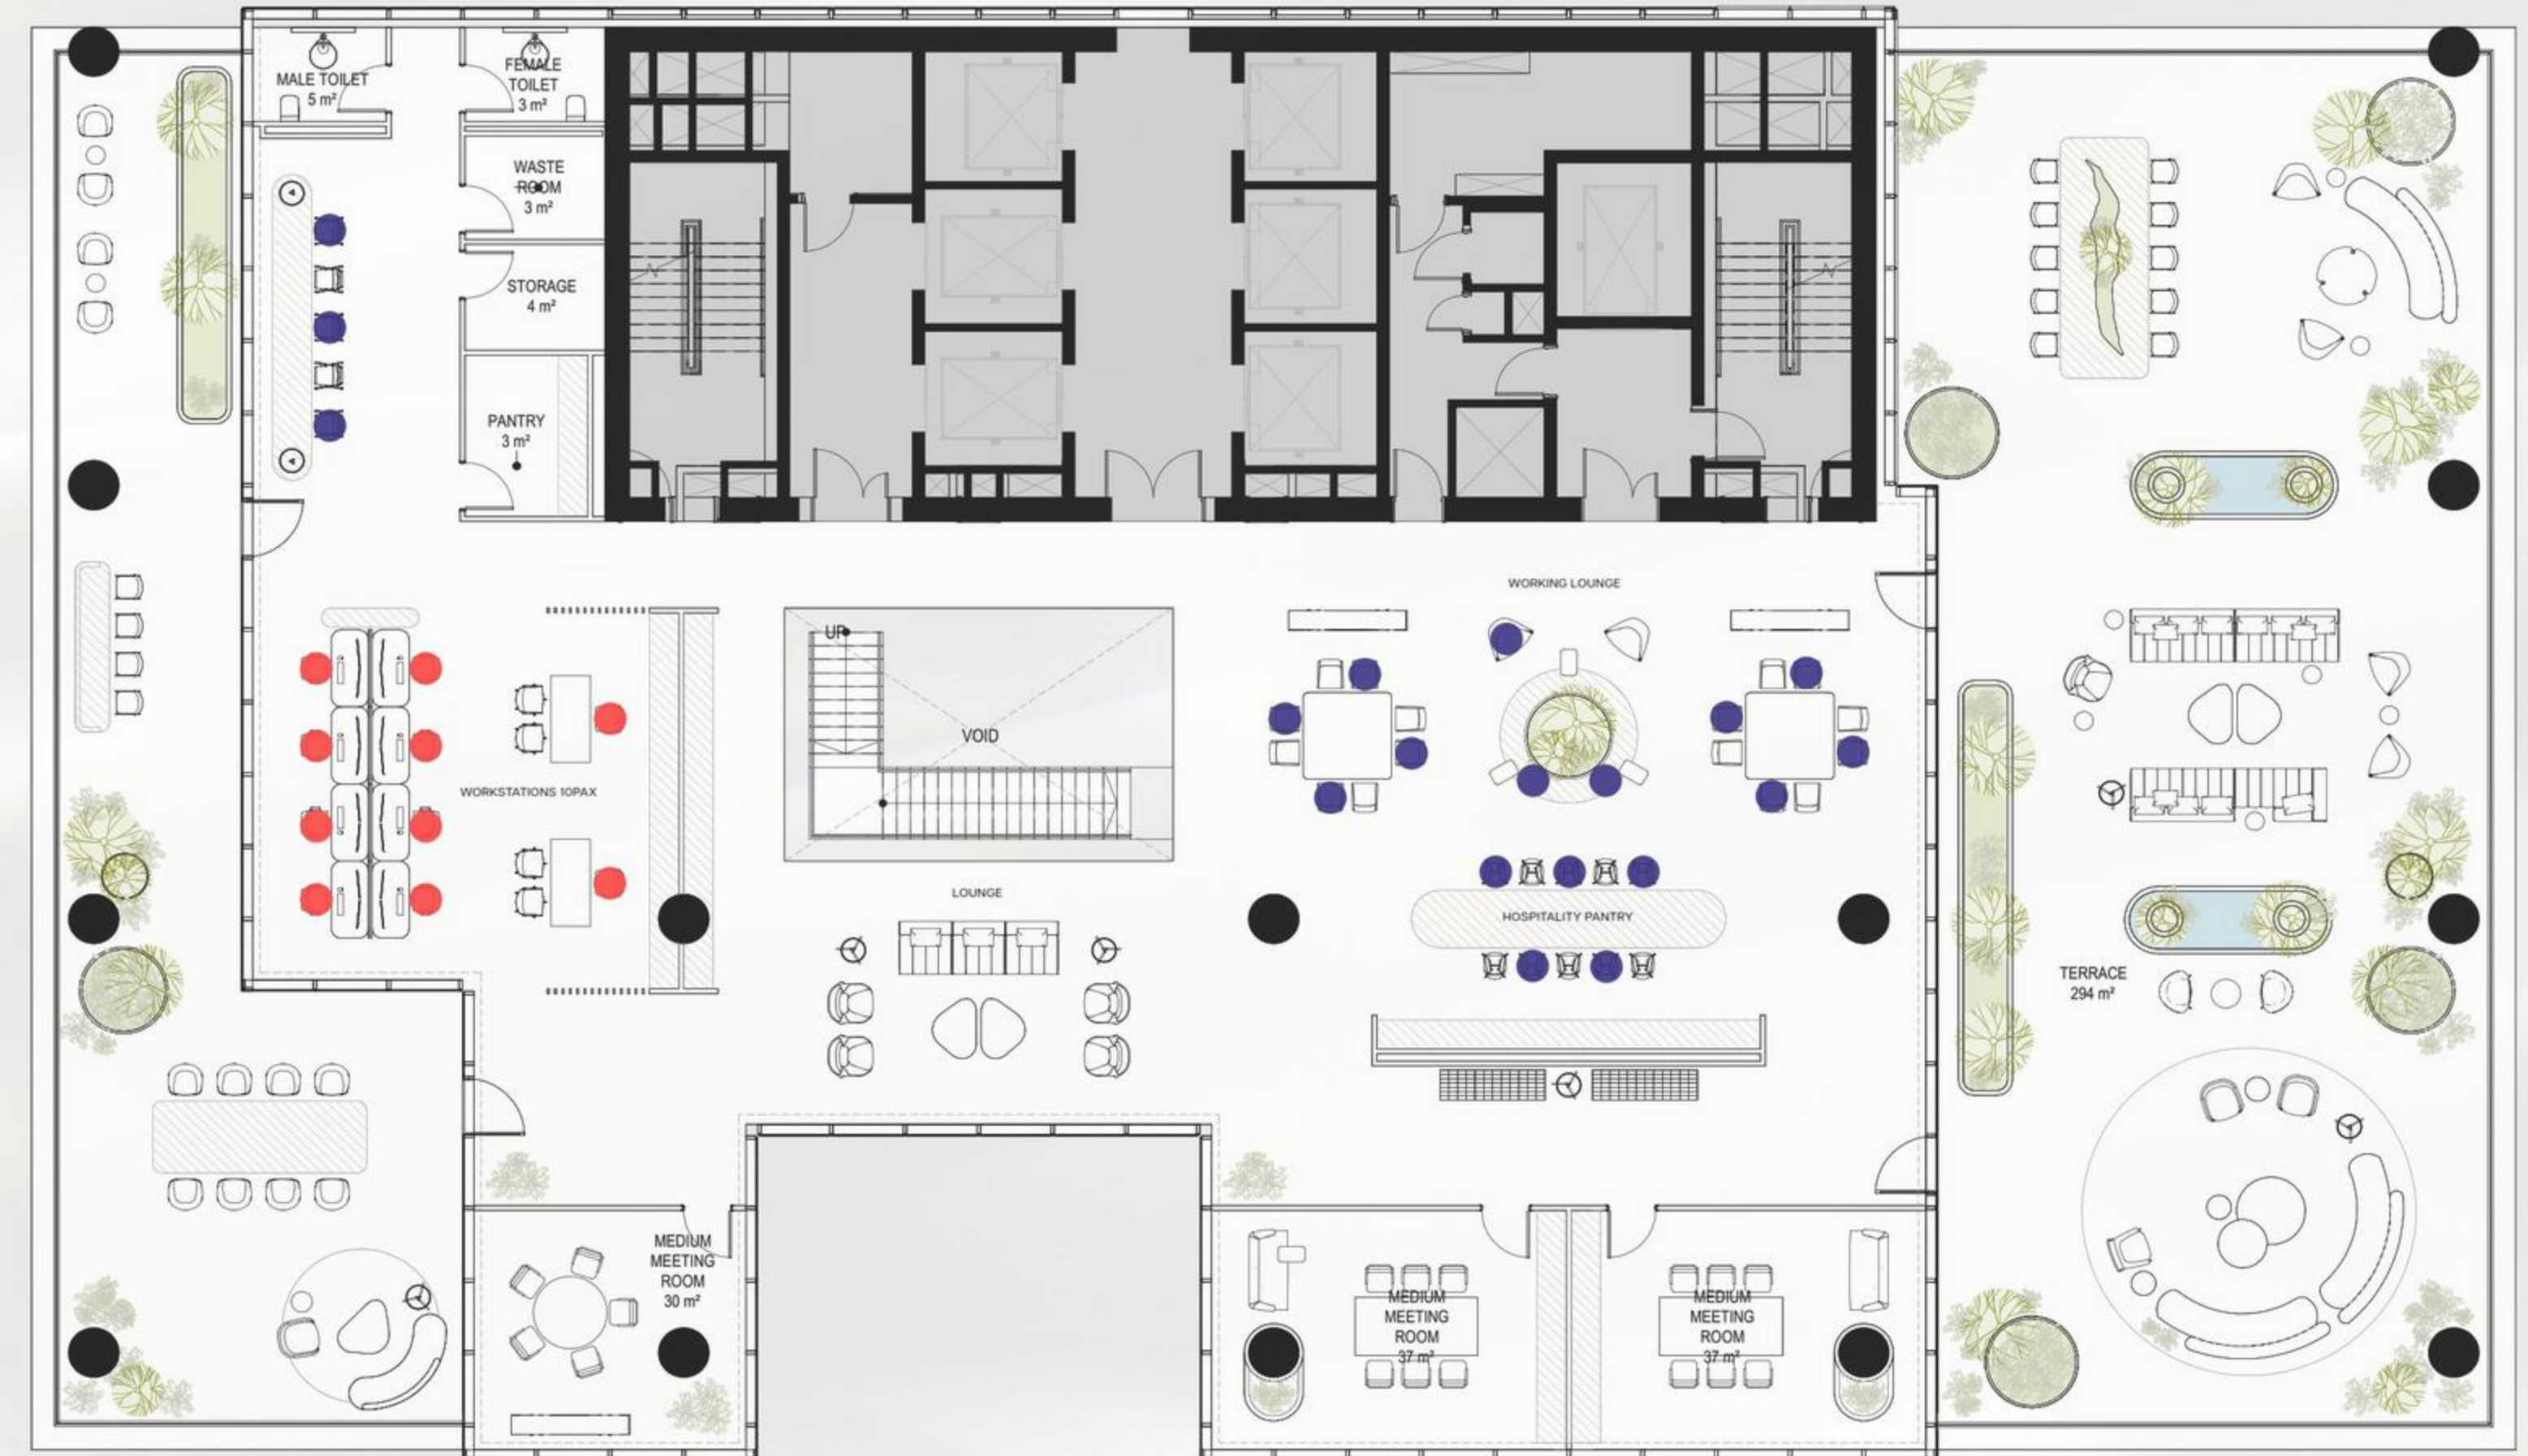 MALE TOILET
5 m²
FEMALE
TOILET
3 m²
WASTE
ROOM
3 m²
STORAGE
4 m²
PANTRY
3 m²
WORKING LOUNGE
UP
VOID
WORKSTATIONS 10PAX
LOUNGE
HOSPITALITY PANTRY
TERRACE
294 m²
MEDIUM
MEETING
ROOM
30 m²
MEDIUM
MEETING
ROOM
37 m²
MEDIUM
MEETING
ROOM
37 m²